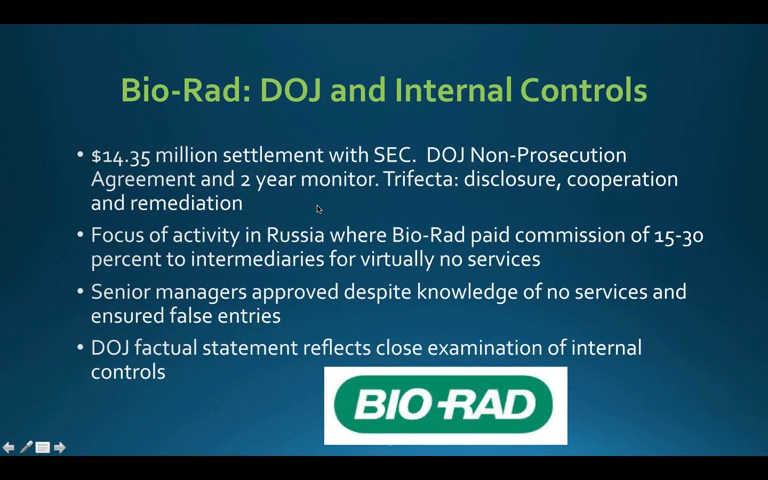 Bio-Rad: DOJ and Internal Controls
• $14.35 million settlement with SEC. DOJ Non-Prosecution
Agreement and 2 year monitor. Trifecta: disclosure, cooperation
and remediation
• Focus of activity in Russia where Bio-Rad paid commission of 15-30
percent to intermediaries for virtually no services
• Senior managers approved despite knowledge of no services and
ensured false entries
• DOJ factual statement reflects close examination of internal
controls
BIO-RAD